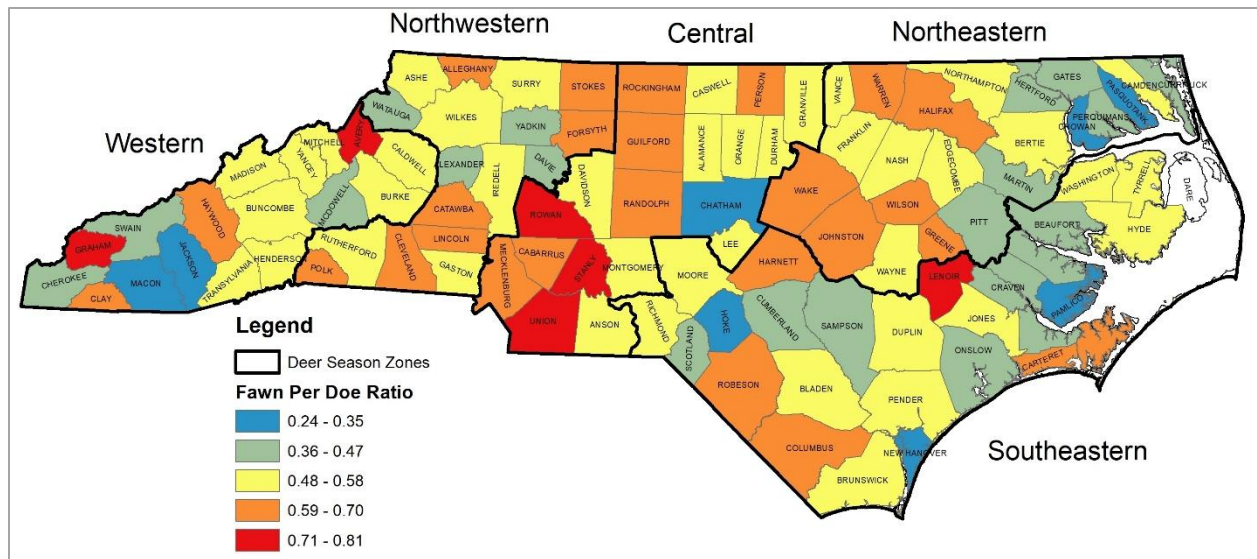 Northwestern
Central
Northeastern
Western
Southeastern
ASHE
ALLEGHANY
SURRY
STOKES
ROCKINGHAM
CASWELL
PERSON
GRANVILLE
VANCE
WARREN
NORTHAMPTON
HERTFORD
GATES
PASQUOTANK
CAMDEN
CURRITUCK
WATAUGA
WILKES
YADKIN
FORSYTH
GUILFORD
ALAMANCE
ORANGE
DURHAM
FRANKLIN
HALIFAX
PERQUIMANS
CHOWAN
BERTIE
AVERY
MITCHELL
YANCEY
MADISON
CALDWELL
ALEXANDER
IREDELL
DAVIE
DAVIDSON
RANDOLPH
CHATHAM
WAKE
NASH
EDGECOMBE
MARTIN
WASHINGTON
TYRRELL
DARE
HAYWOOD
BUNCOMBE
MCDOWELL
BURKE
CATAWBA
ROWAN
LEE
JOHNSTON
WILSON
PITT
BEAUFORT
HYDE
SWAIN
GRAHAM
JACKSON
HENDERSON
RUTHERFORD
LINCOLN
CABARRUS
STANLY
MONTGOMERY
MOORE
HARNETT
WAYNE
GREENE
LENOIR
CRAVEN
PAMLICO
CHEROKEE
CLAY
MACON
TRANSYLVANIA
POLK
CLEVELAND
GASTON
MECKLENBURG
UNION
ANSON
RICHMOND
SCOTLAND
HOKE
CUMBERLAND
SAMPSON
DUPLIN
JONES
ONSLOW
CARTERET
ROBESON
BLADEN
PENDER
COLUMBUS
NEW HANOVER
BRUNSWICK
Legend
Deer Season Zones
Fawn Per Doe Ratio
0.24 - 0.35
0.36 - 0.47
0.48 - 0.58
0.59 - 0.70
0.71 - 0.81